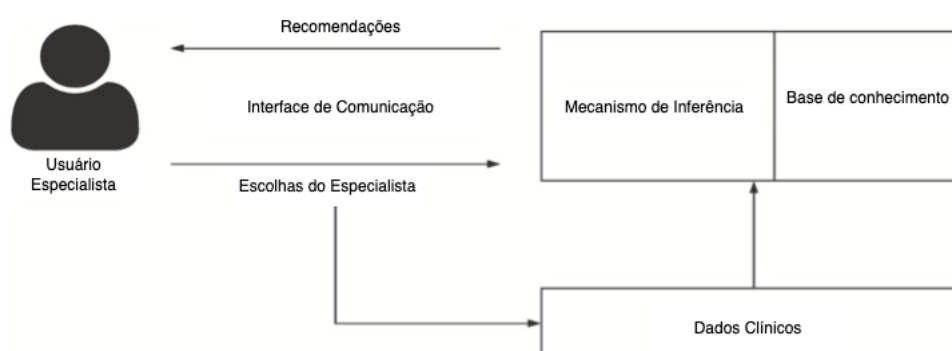 Recomendações
Interface de Comunicação
Mecanismo de Inferência
Base de conhecimento
Usuário
Especialista
Escolhas do Especialista
Dados Clínicos